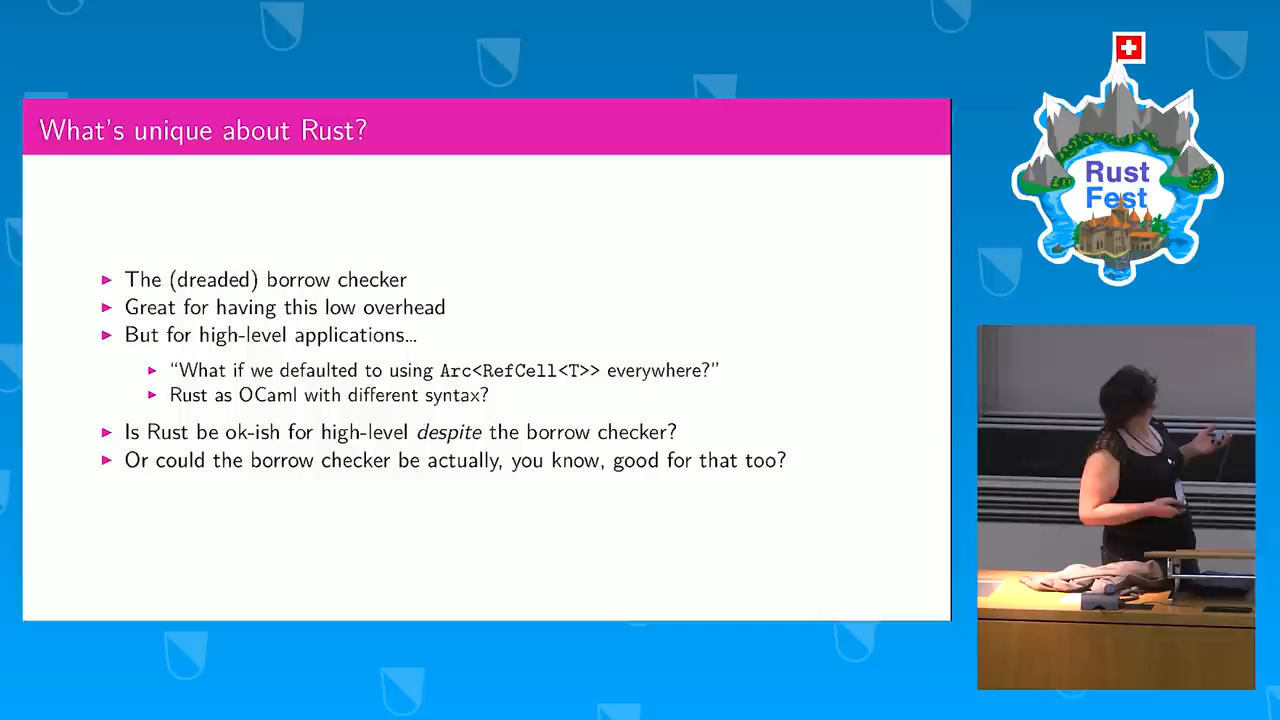 What's unique about Rust?
The (dreaded) borrow checker
Great for having this low overhead
But for high-level applications…
“What if we defaulted to using Arc<RefCell<T>> everywhere?”
Rust as OCaml with different syntax?
Is Rust be ok-ish for high-level despite the borrow checker?
Or could the borrow checker be actually, you know, good for that too?
Rust
Fest